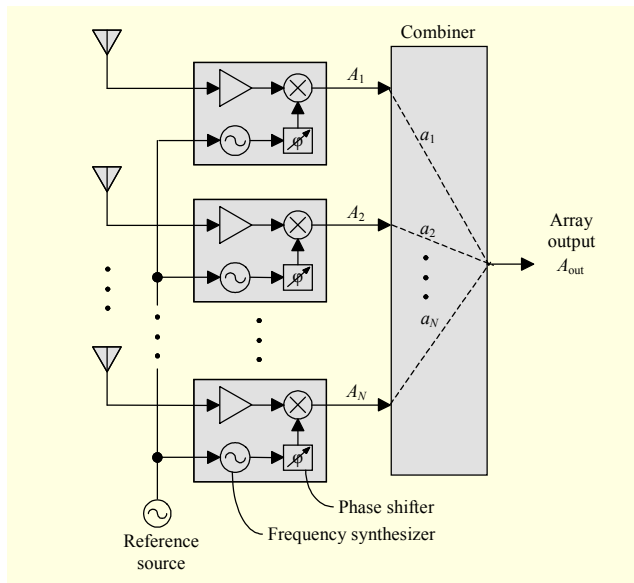 Combiner
A1
a1
φ
A2
a2
φ
Array
output
Aout
aN
AN
φ
Phase shifter
Frequency synthesizer
Reference
source